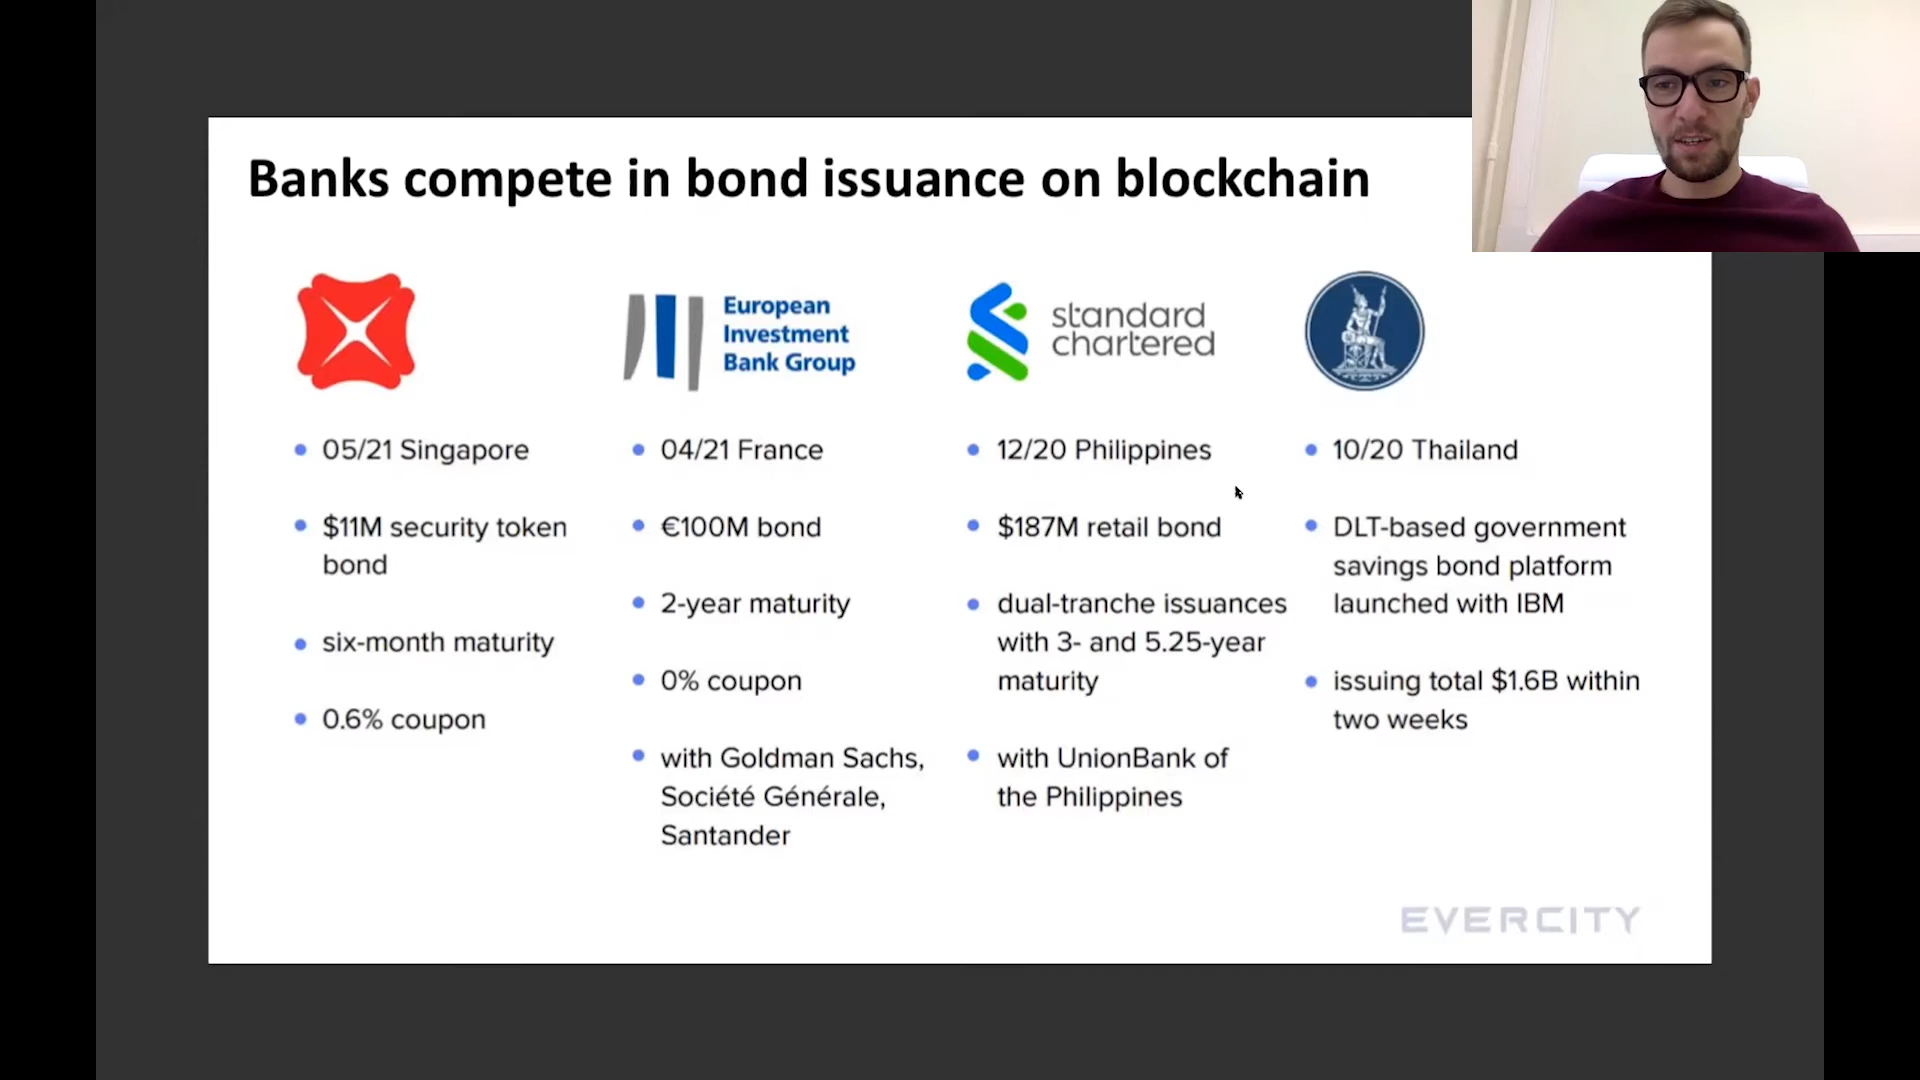 Banks compete in bond issuance on blockchain
05/21 Singapore
$11M security token
bond
six-month maturity
0.6% coupon
European
Investment
Bank Group
04/21 France
€100M bond
2-year maturity
0% coupon
with Goldman Sachs,
Société Générale,
Santander
standard
chartered
12/20 Philippines
$187M retail bond
dual-tranche issuances
with 3- and 5.25-year
maturity
with UnionBank of
the Philippines
10/20 Thailand
DLT-based government
savings bond platform
launched with IBM
issuing total $1.6B within
two weeks
EVERCITY